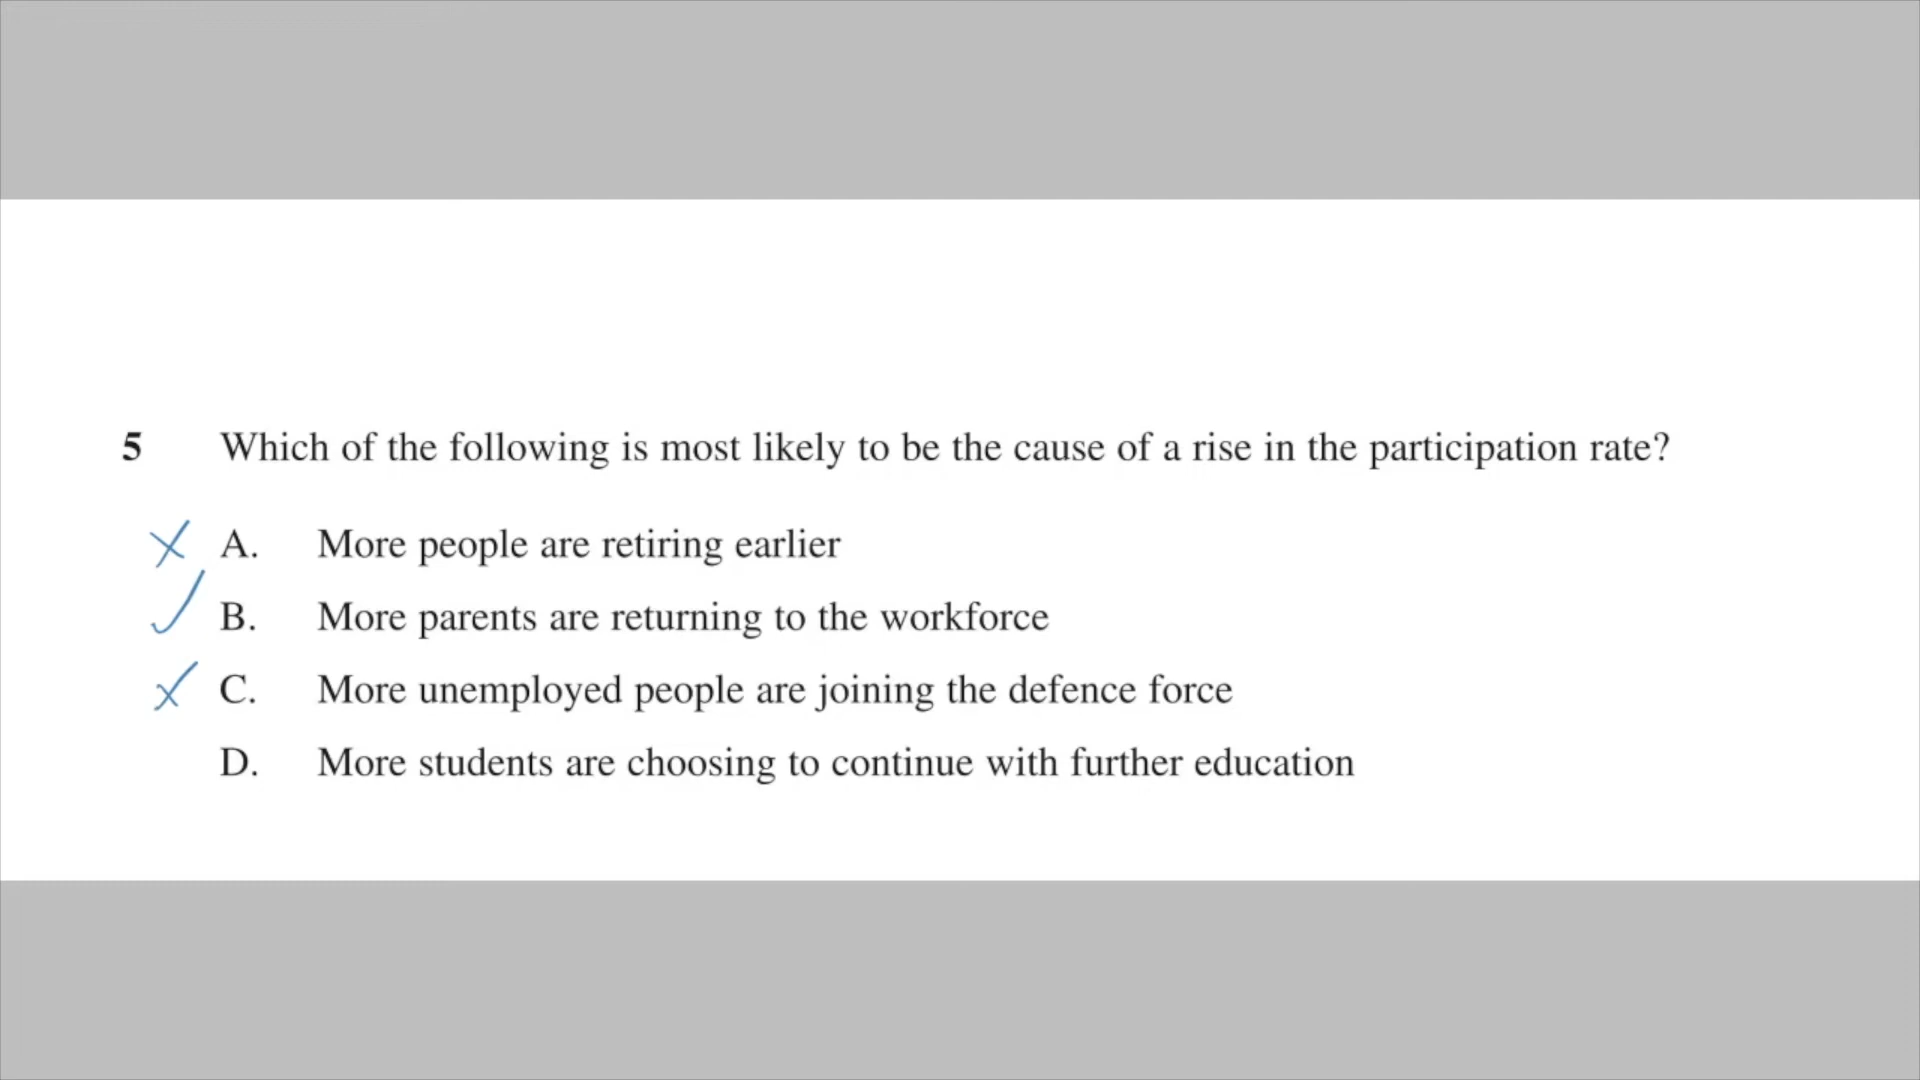 5 Which of the following is most likely to be the cause of a rise in the participation rate?
A. More people are retiring earlier
B. More parents are returning to the workforce
C. More unemployed people are joining the defence force
D. More students are choosing to continue with further education